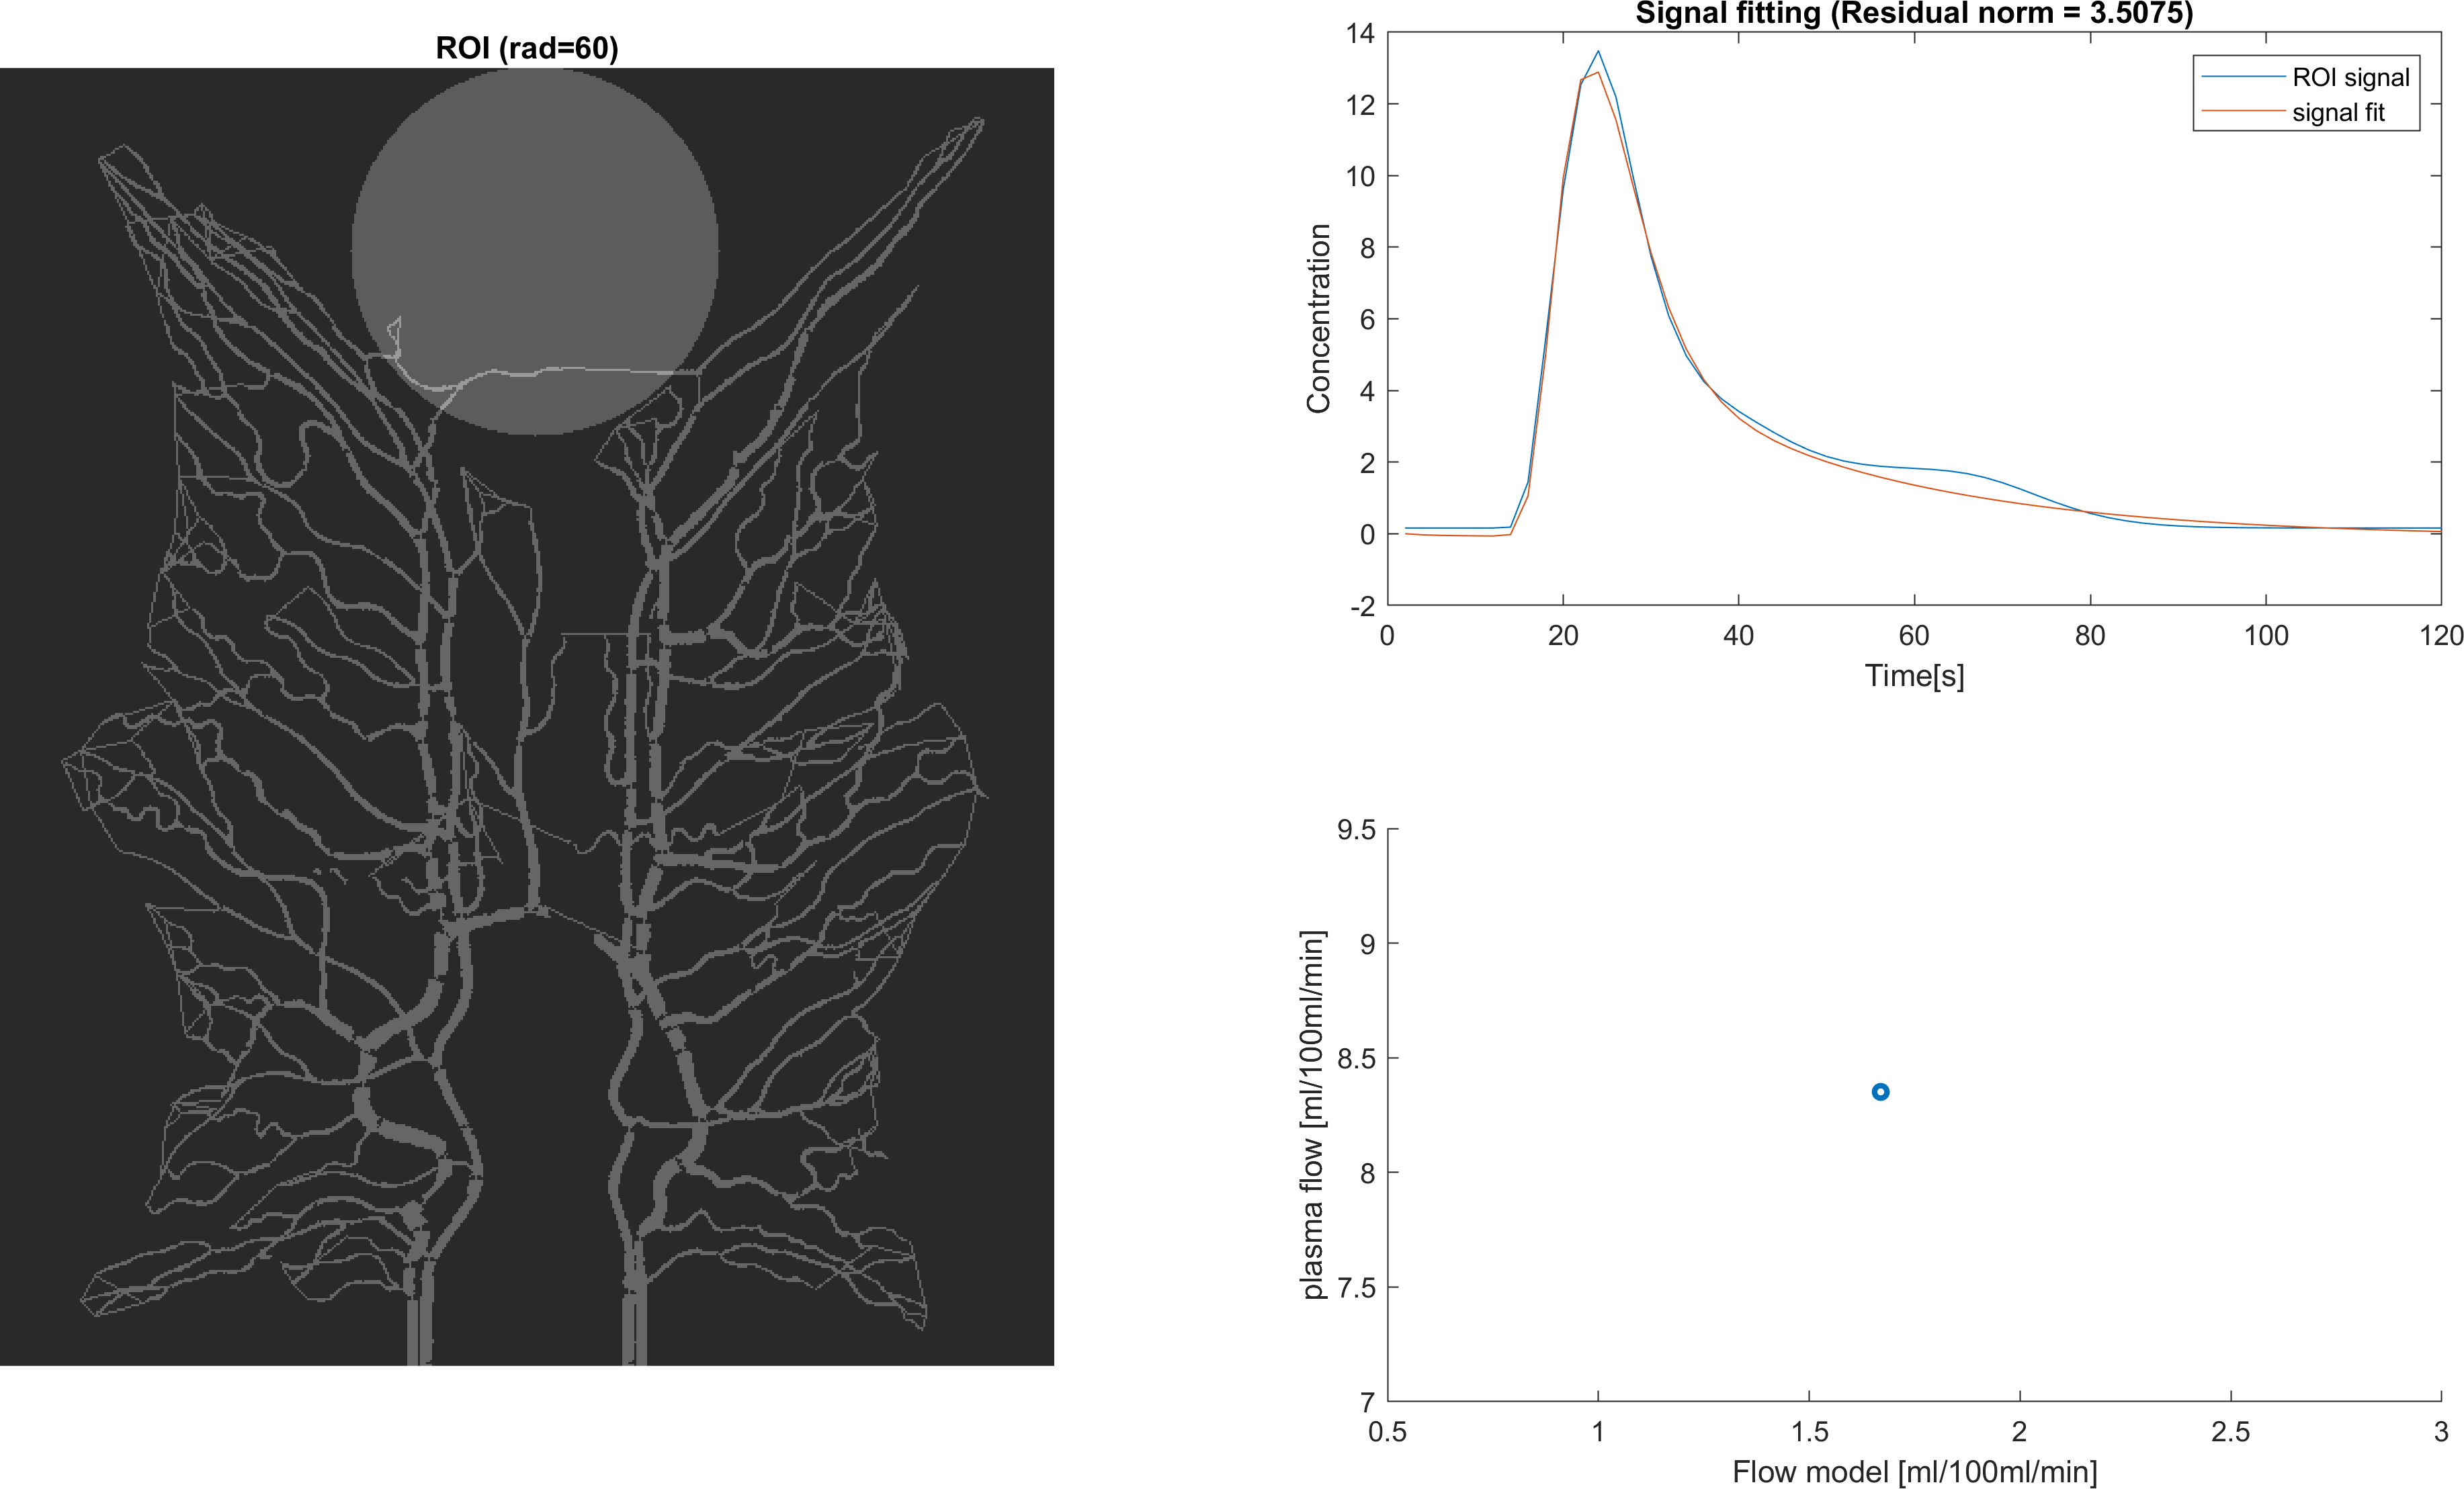 ROI (rad=60)
Signal fitting (Residual norm = 3.5075)
14
12
10
8
6
4
2
0
-2
Concentration
ROI signal
signal fit
0 20 40 60 80 100 120
Time[s]
9.5
9
8.5
8
7.5
7
plasma flow [ml/100ml/min]
0.5 1 1.5 2 2.5 3
Flow model [ml/100ml/min]